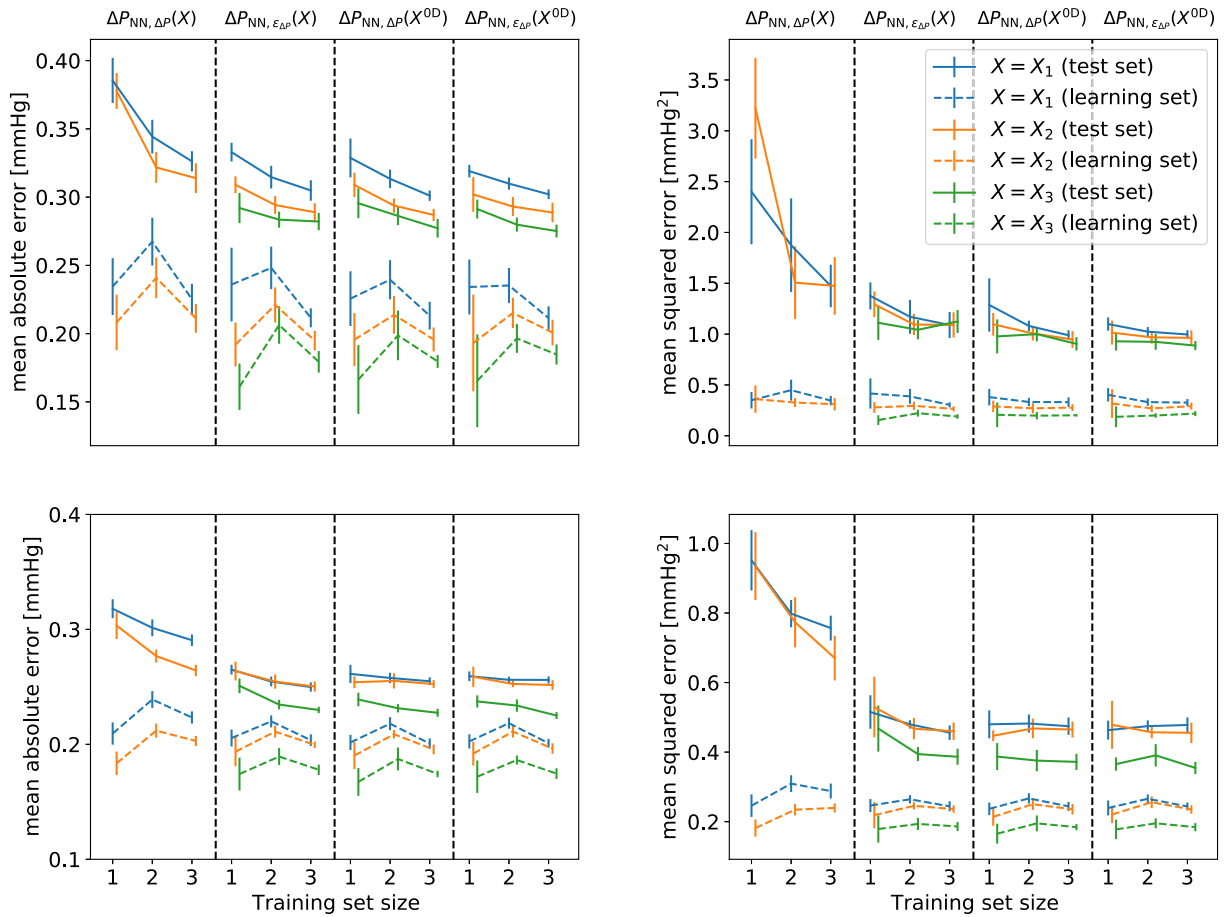 ΔP_NN, ΔP(X) ΔP_NN, ε_ΔP(X) ΔP_NN, ΔP(X^0D) ΔP_NN, ε_ΔP(X^0D)
mean absolute error [mmHg]
0.40
0.35
0.30
0.25
0.20
0.15
ΔP_NN, ΔP(X) ΔP_NN, ε_ΔP(X) ΔP_NN, ΔP(X^0D) ΔP_NN, ε_ΔP(X^0D)
mean squared error [mmHg²]
3.5
3.0
2.5
2.0
1.5
1.0
0.5
0.0
X = X₁ (test set)
X = X₁ (learning set)
X = X₂ (test set)
X = X₂ (learning set)
X = X₃ (test set)
X = X₃ (learning set)
mean absolute error [mmHg]
0.4
0.3
0.2
0.1
1 2 3 1 2 3 1 2 3 1 2 3
Training set size
mean squared error [mmHg²]
1.0
0.8
0.6
0.4
0.2
1 2 3 1 2 3 1 2 3 1 2 3
Training set size